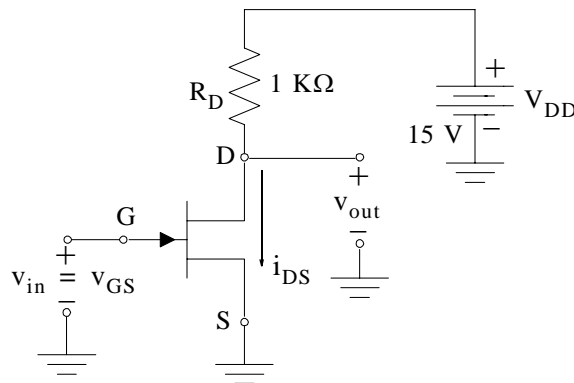 1 KΩ
R_D
+
V_DD
15 V
−
D
+
v_out
−
G
+
v_in = v_GS
−
i_DS
S